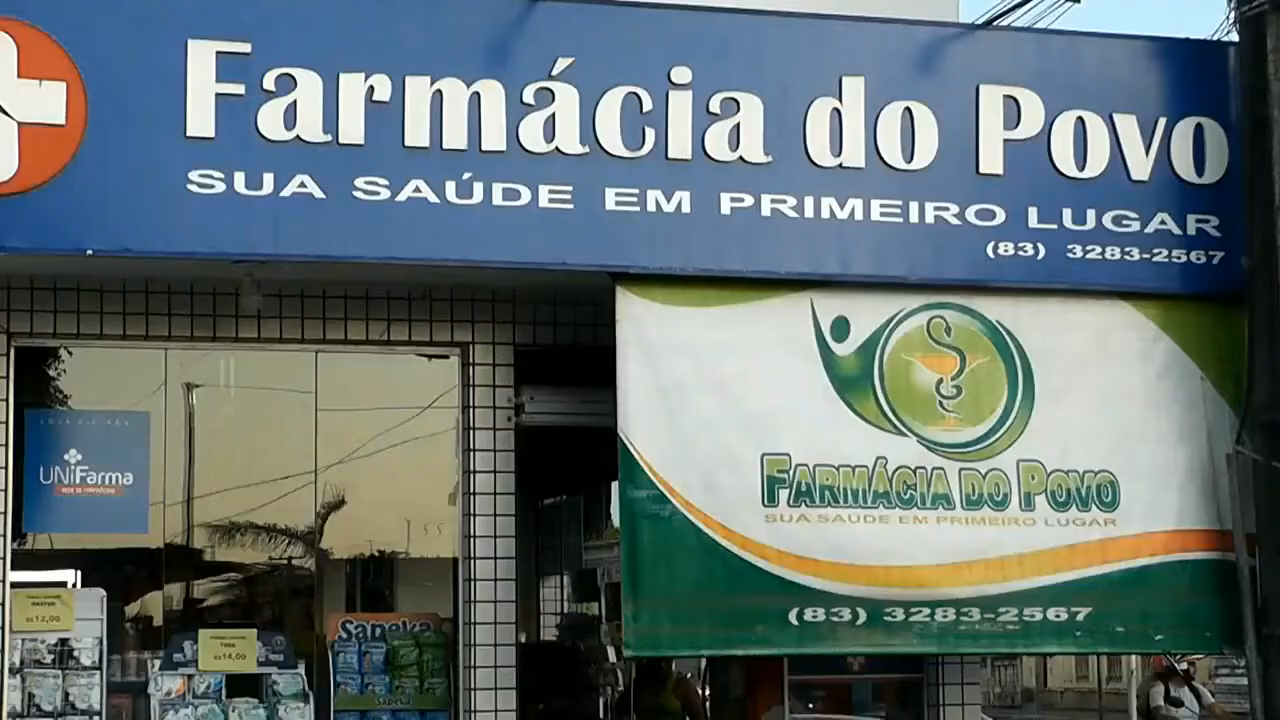 Farmácia do Povo
SUA SAÚDE EM PRIMEIRO LUGAR
(83) 3283-2567
FARMÁCIA DO POVO
SUA SAÚDE EM PRIMEIRO LUGAR
(83) 3283-2567
UNiFarma
R$12,00
R$14,00
Sapeka
Sapeka